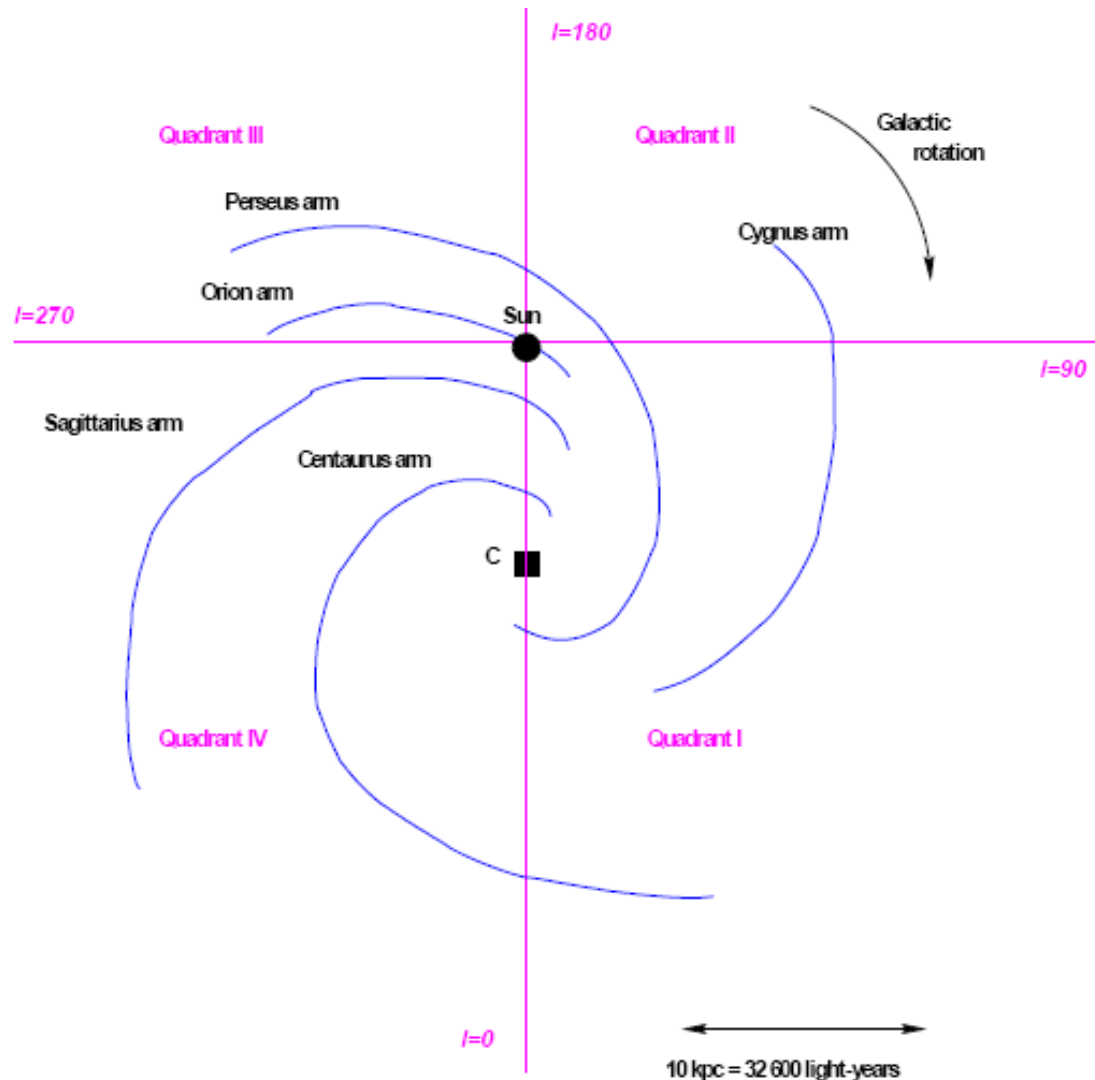 l=180
Quadrant III
Quadrant II
Galactic
rotation
Perseus arm
Cygnus arm
Orion arm
l=270
Sun
l=90
Sagittarius arm
Centaurus arm
C
Quadrant IV
Quadrant I
l=0
10 kpc = 32 600 light-years